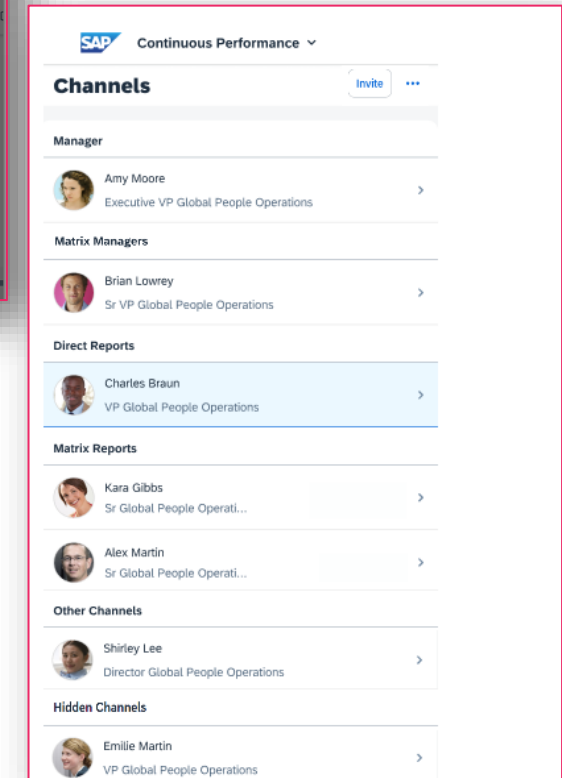 SAP Continuous Performance
Channels
Invite
Manager
Amy Moore
Executive VP Global People Operations
Matrix Managers
Brian Lowrey
Sr VP Global People Operations
Direct Reports
Charles Braun
VP Global People Operations
Matrix Reports
Kara Gibbs
Sr Global People Operati...
Alex Martin
Sr Global People Operati...
Other Channels
Shirley Lee
Director Global People Operations
Hidden Channels
Emilie Martin
VP Global People Operations